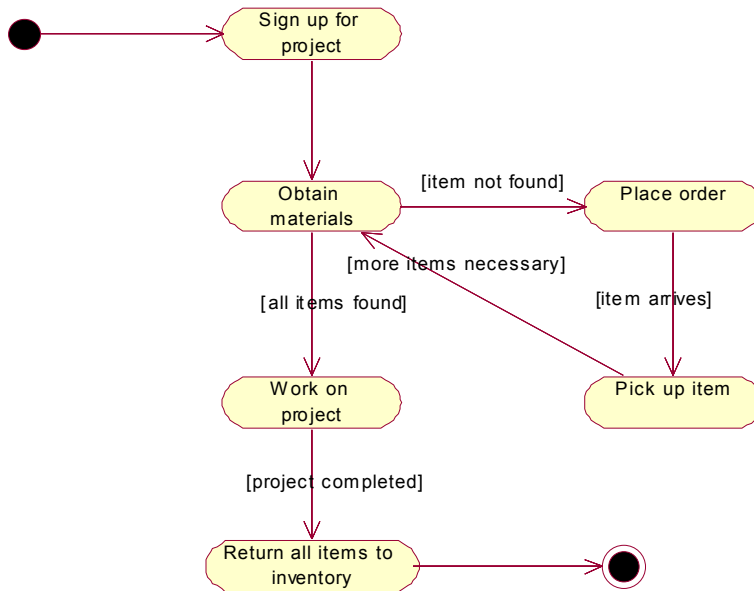 Sign up for
project
Obtain
materials
[item not found]
Place order
[more items necessary]
[all items found]
[item arrives]
Work on
project
Pick up item
[project completed]
Return all items to
inventory